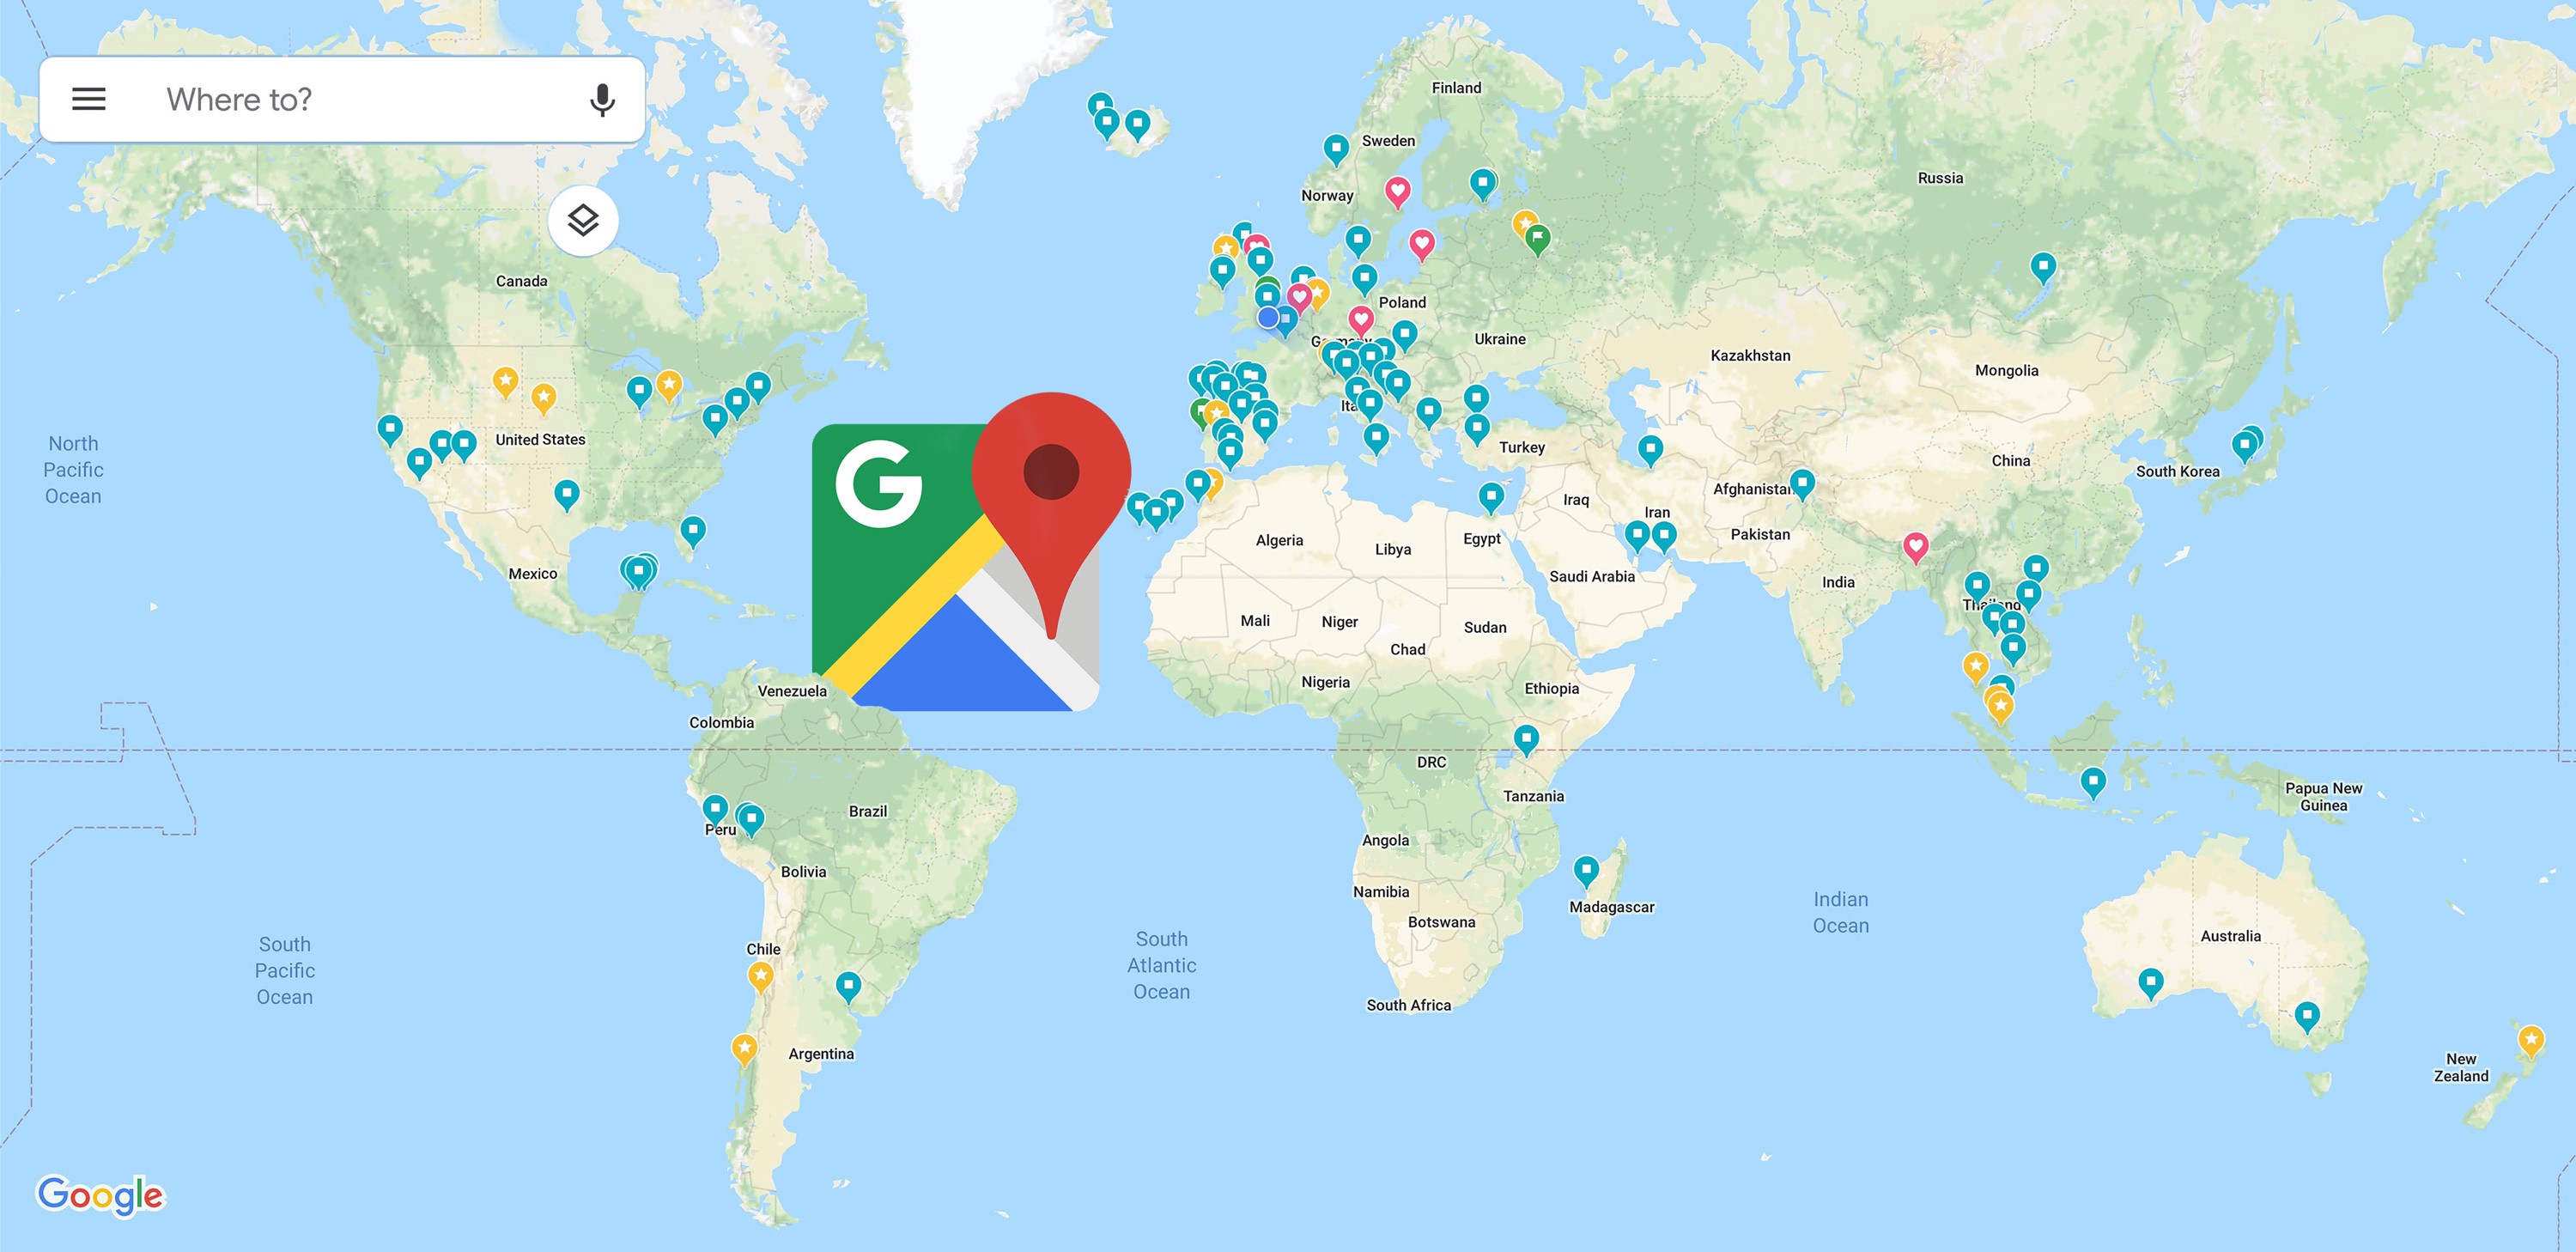 Where to?
Finland
Sweden
Norway
Russia
Canada
Poland
Germany
Ukraine
Kazakhstan
Mongolia
North
Pacific
Ocean
United States
Ita
Turkey
China
South Korea
Afghanistan
Iraq
Iran
Pakistan
G
Algeria
Libya
Egypt
Mexico
Saudi Arabia
India
Thailand
Mali
Niger
Sudan
Chad
Venezuela
Nigeria
Ethiopia
Colombia
DRC
Tanzania
Papua New
Guinea
Brazil
Peru
Angola
Bolivia
Namibia
Madagascar
Botswana
Indian
Ocean
South
Pacific
Ocean
South
Atlantic
Ocean
Chile
Australia
South Africa
Argentina
New
Zealand
Google